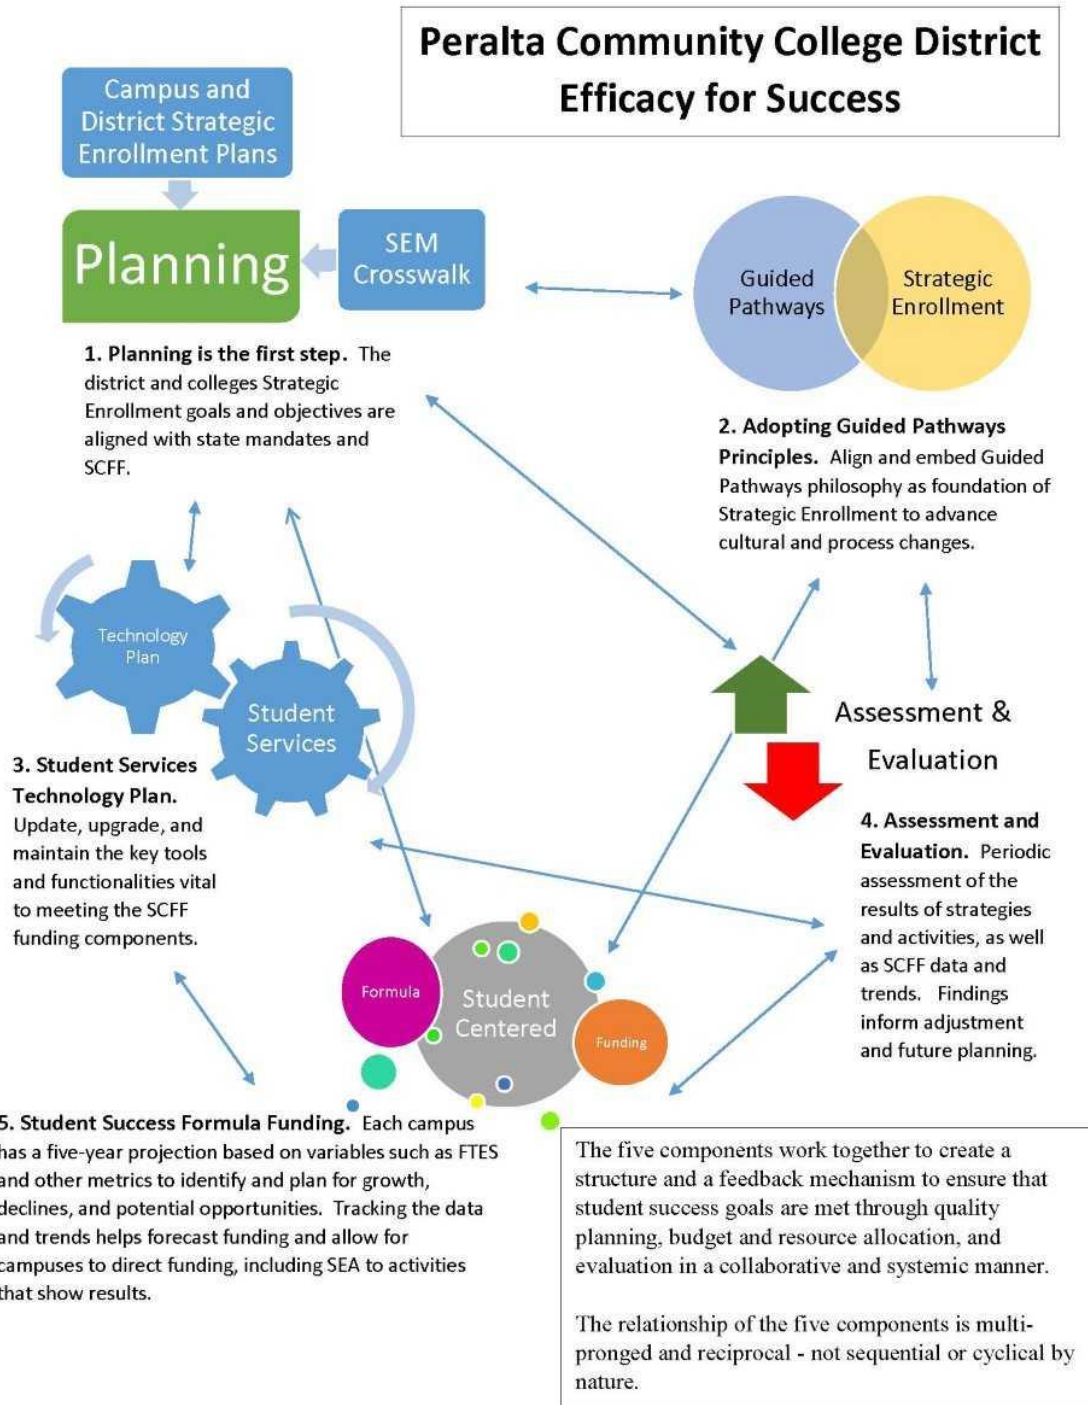 Peralta Community College District
Efficacy for Success
Campus and
District Strategic
Enrollment Plans
Planning
SEM
Crosswalk
Guided
Pathways
Strategic
Enrollment
1. Planning is the first step. The
district and colleges Strategic
Enrollment goals and objectives are
aligned with state mandates and
SCFF.
2. Adopting Guided Pathways
Principles. Align and embed Guided
Pathways philosophy as foundation of
Strategic Enrollment to advance
cultural and process changes.
Technology
Plan
Student
Services
3. Student Services
Technology Plan.
Update, upgrade, and
maintain the key tools
and functionalities vital
to meeting the SCFF
funding components.
Assessment &
Evaluation
4. Assessment and
Evaluation. Periodic
assessment of the
results of strategies
and activities, as well
as SCFF data and
trends. Findings
inform adjustment
and future planning.
Formula
Student
Centered
Funding
5. Student Success Formula Funding. Each campus
has a five-year projection based on variables such as FTES
and other metrics to identify and plan for growth,
declines, and potential opportunities. Tracking the data
and trends helps forecast funding and allow for
campuses to direct funding, including SEA to activities
that show results.
The five components work together to create a
structure and a feedback mechanism to ensure that
student success goals are met through quality
planning, budget and resource allocation, and
evaluation in a collaborative and systemic manner.
The relationship of the five components is multi-
pronged and reciprocal - not sequential or cyclical by
nature.